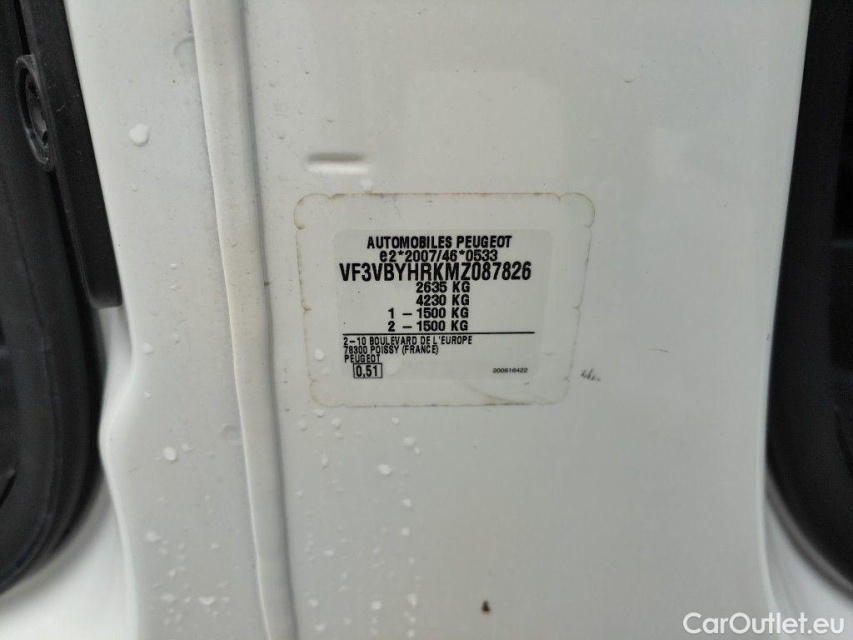 AUTOMOBILES PEUGEOT
e2*2007/46*0533
VF3VBYHRKMZ087826
2635 KG
4230 KG
1 - 1500 KG
2 - 1500 KG
2-10 BOULEVARD DE L'EUROPE
78300 POISSY (FRANCE)
PEUGEOT
0,51
200616422
CarOutlet.eu